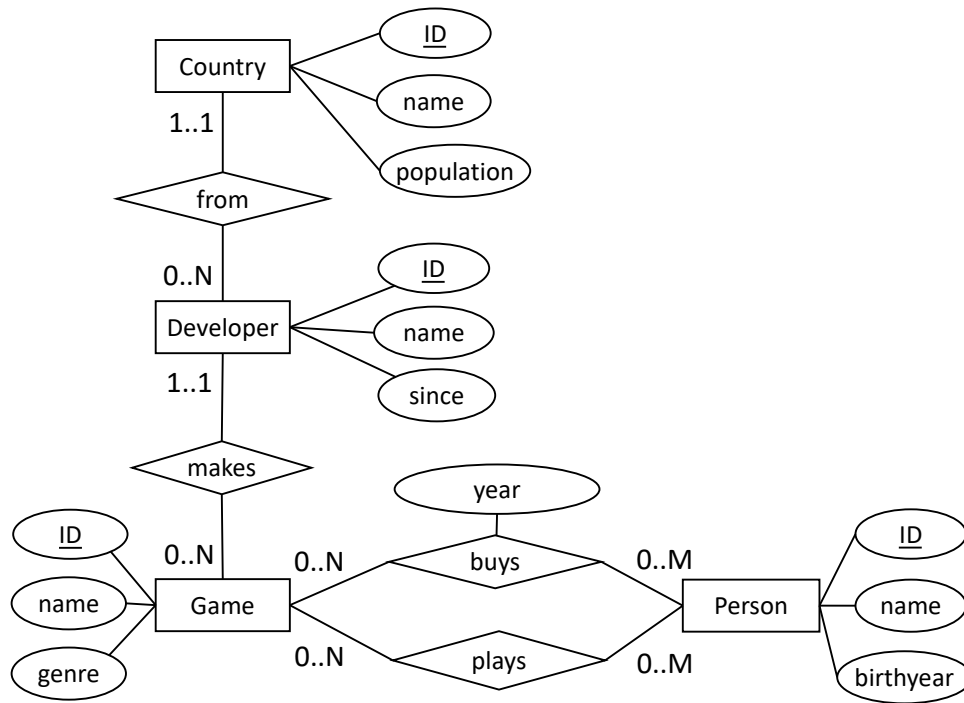 ID
Country
name
1..1
population
from
0..N
ID
Developer
name
1..1
since
makes
year
ID
0..N
0..N
buys
0..M
ID
name
Game
Person
name
0..N
plays
0..M
genre
birthyear